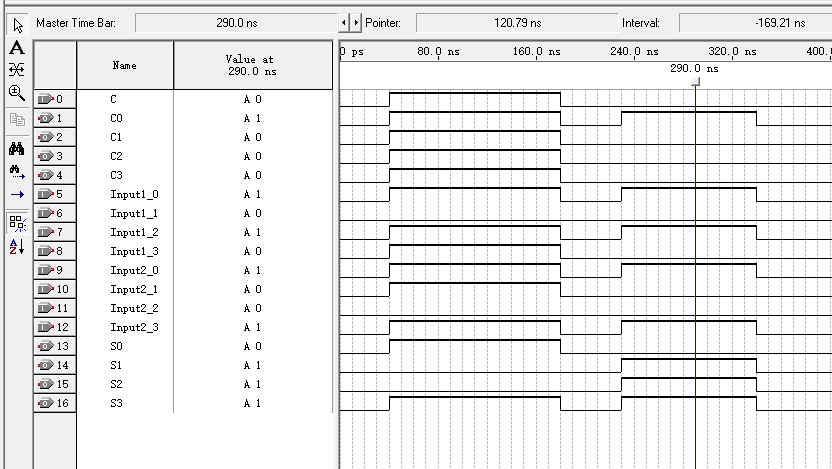 Master Time Bar: 290.0 ns Pointer: 120.79 ns Interval: -169.21 ns
A
Name Value at 290.0 ns
0 ps 80.0 ns 160.0 ns 240.0 ns 320.0 ns 400.
290.0 ns
0 C A 0
1 C0 A 1
2 C1 A 0
3 C2 A 0
4 C3 A 0
5 Input1_0 A 1
6 Input1_1 A 0
7 Input1_2 A 1
8 Input1_3 A 0
9 Input2_0 A 1
10 Input2_1 A 0
11 Input2_2 A 0
12 Input2_3 A 1
13 S0 A 0
14 S1 A 1
15 S2 A 1
16 S3 A 1